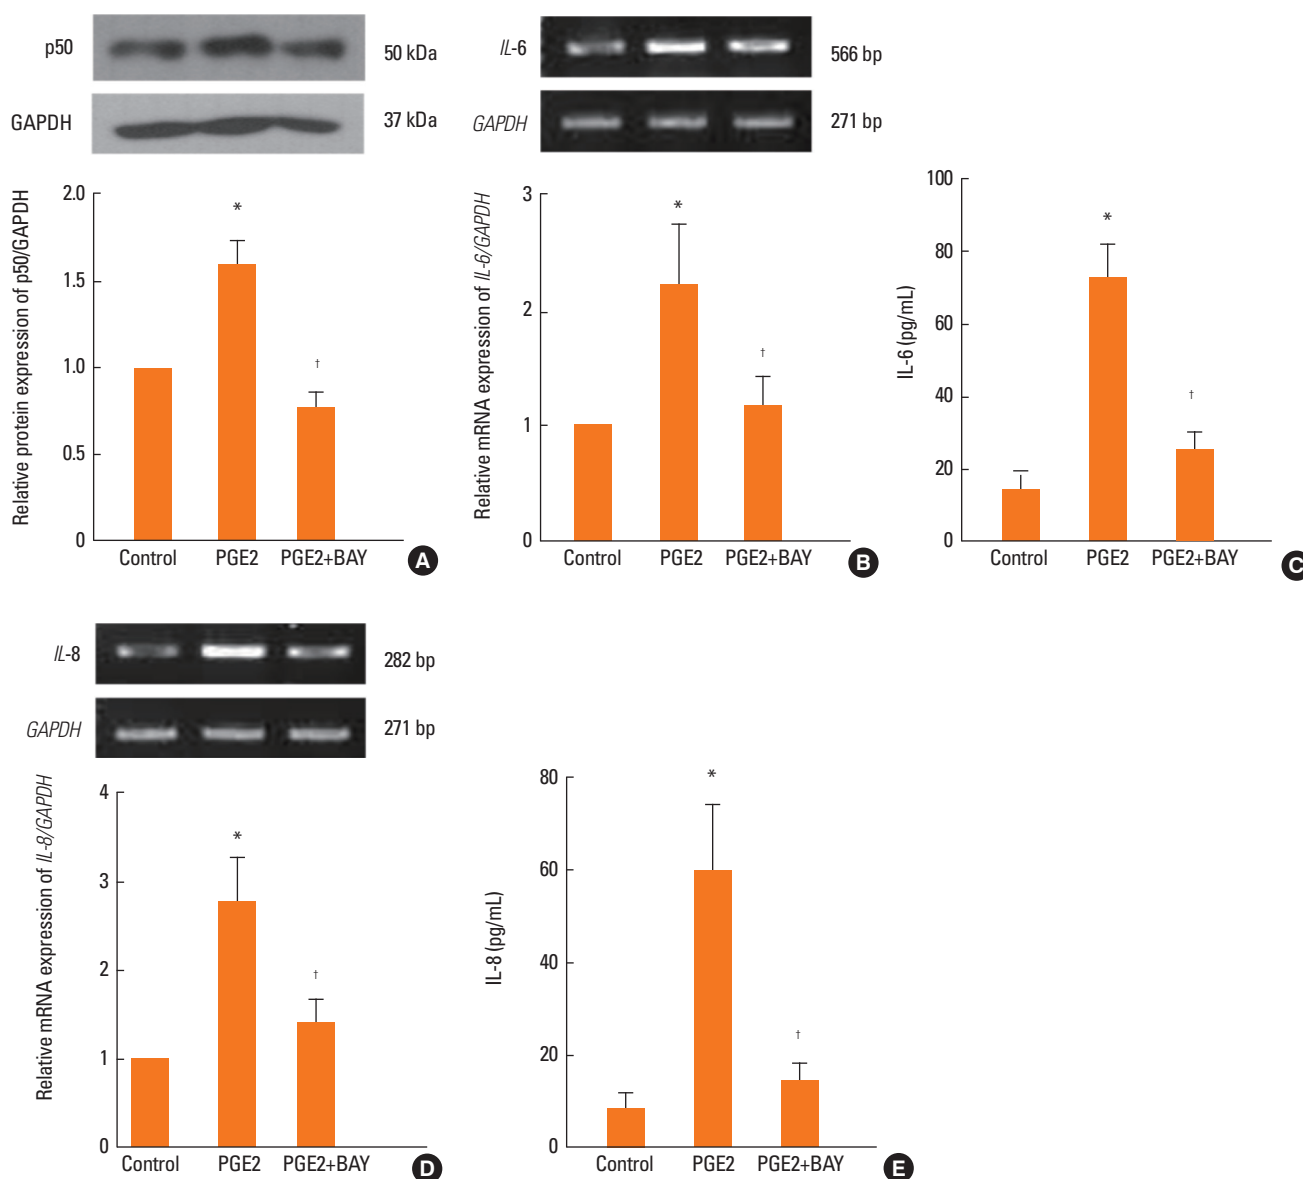 p50
50 kDa
GAPDH
37 kDa
Relative protein expression of p50/GAPDH
2.0
1.5
1.0
0.5
0
*
†
Control PGE2 PGE2+BAY
A
IL-6
566 bp
GAPDH
271 bp
Relative mRNA expression of IL-6/GAPDH
3
2
1
0
*
†
Control PGE2 PGE2+BAY
B
IL-6 (pg/mL)
100
80
60
40
20
0
*
†
Control PGE2 PGE2+BAY
C
IL-8
282 bp
GAPDH
271 bp
Relative mRNA expression of IL-8/GAPDH
4
3
2
1
0
*
†
Control PGE2 PGE2+BAY
D
IL-8 (pg/mL)
80
60
40
20
0
*
†
Control PGE2 PGE2+BAY
E